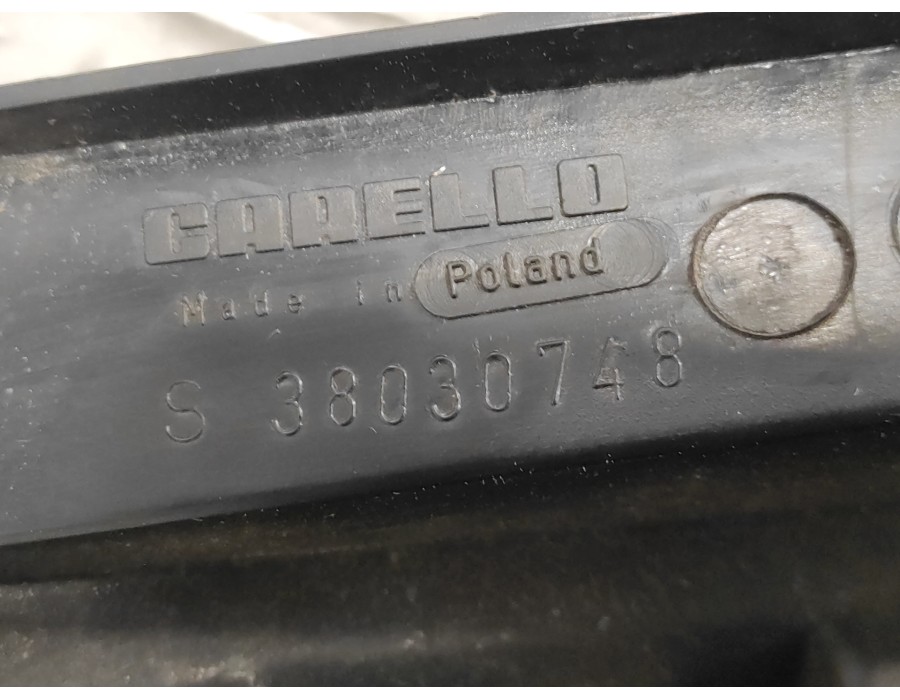 CARELLO
Made in Poland
S 38030748